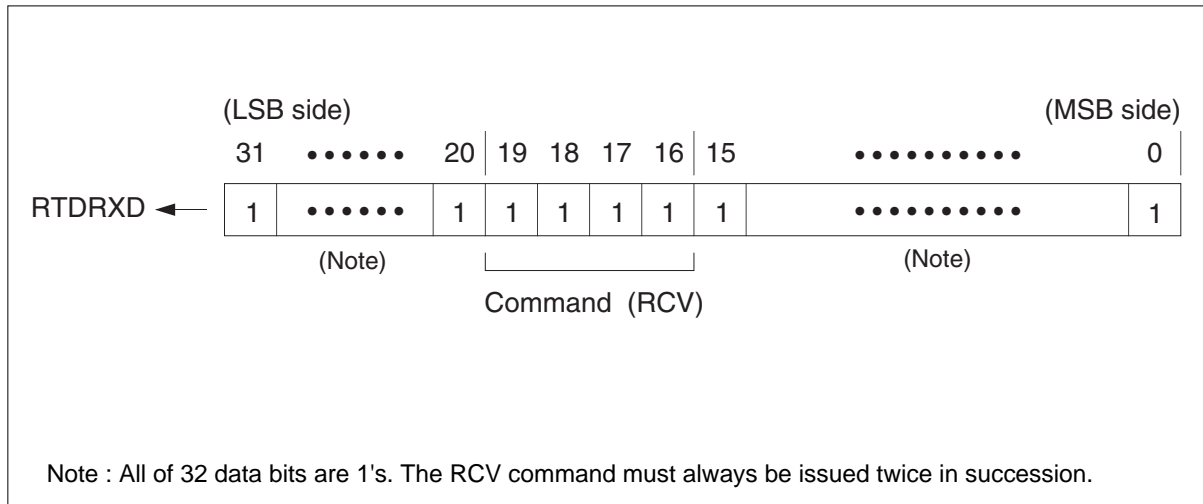 (LSB side) (MSB side)
31 •••••• 20 19 18 17 16 15 •••••••••• 0
RTDRXD 1 •••••• 1 1 1 1 1 1 •••••••••• 1
(Note) (Note)
Command (RCV)
Note : All of 32 data bits are 1's. The RCV command must always be issued twice in succession.